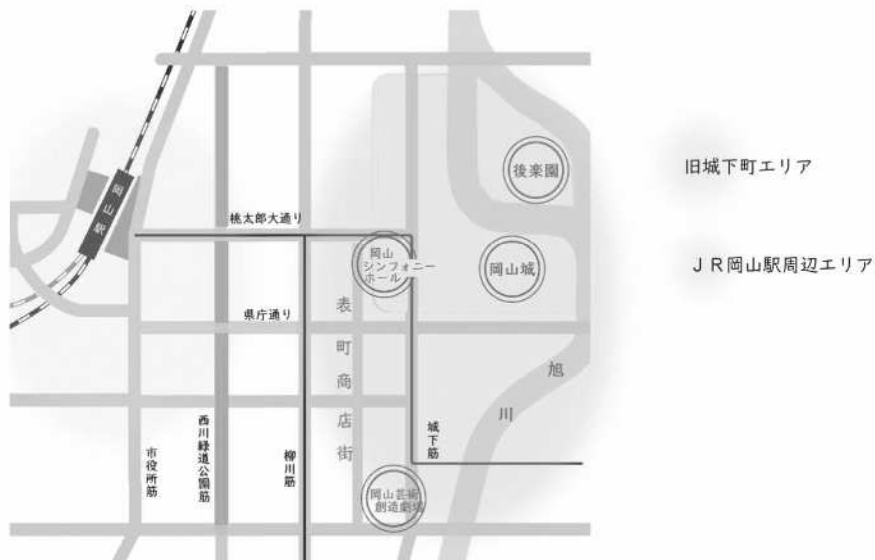 後楽園
旧城下町エリア
岡山駅
桃太郎大通り
岡山
シンフォニー
ホール
岡山城
JR岡山駅周辺エリア
県庁通り
表町商店街
旭川
市役所筋
西川緑道公園筋
柳川筋
城下筋
岡山芸術
創造劇場